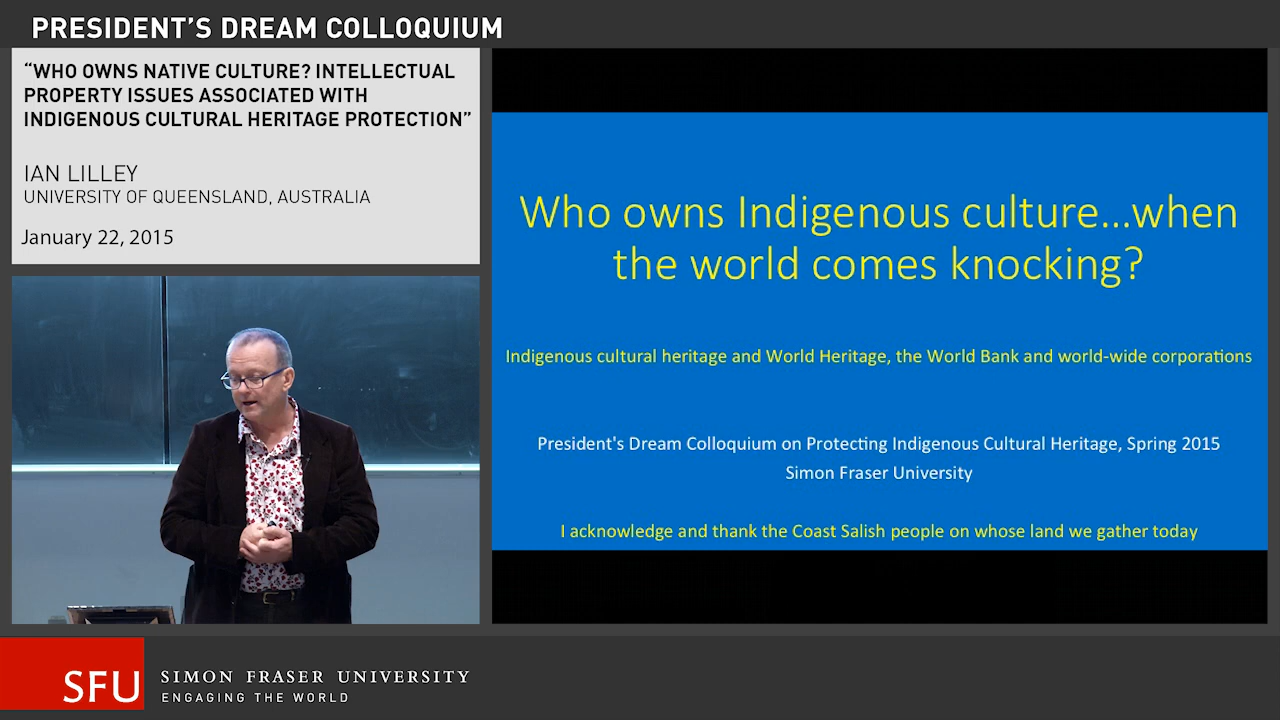 PRESIDENT'S DREAM COLLOQUIUM
“WHO OWNS NATIVE CULTURE? INTELLECTUAL
PROPERTY ISSUES ASSOCIATED WITH
INDIGENOUS CULTURAL HERITAGE PROTECTION”
IAN LILLEY
UNIVERSITY OF QUEENSLAND, AUSTRALIA
January 22, 2015
Who owns Indigenous culture...when
the world comes knocking?
Indigenous cultural heritage and World Heritage, the World Bank and world-wide corporations
President's Dream Colloquium on Protecting Indigenous Cultural Heritage, Spring 2015
Simon Fraser University
I acknowledge and thank the Coast Salish people on whose land we gather today
SFU
SIMON FRASER UNIVERSITY
ENGAGING THE WORLD